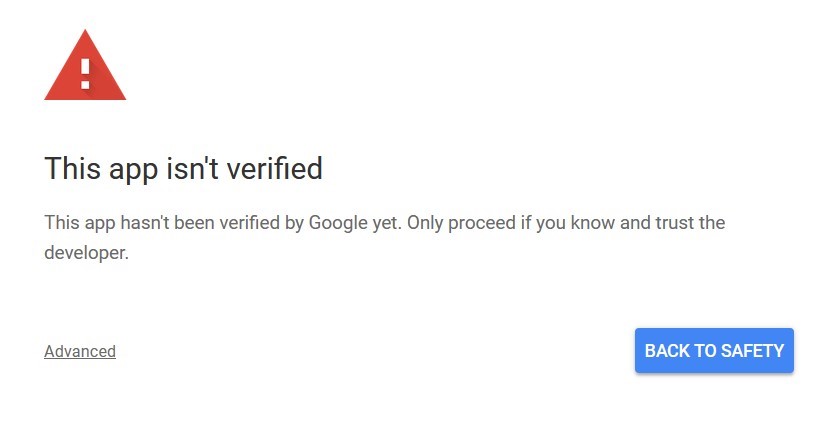 This app isn't verified
This app hasn't been verified by Google yet. Only proceed if you know and trust the
developer.
Advanced
BACK TO SAFETY